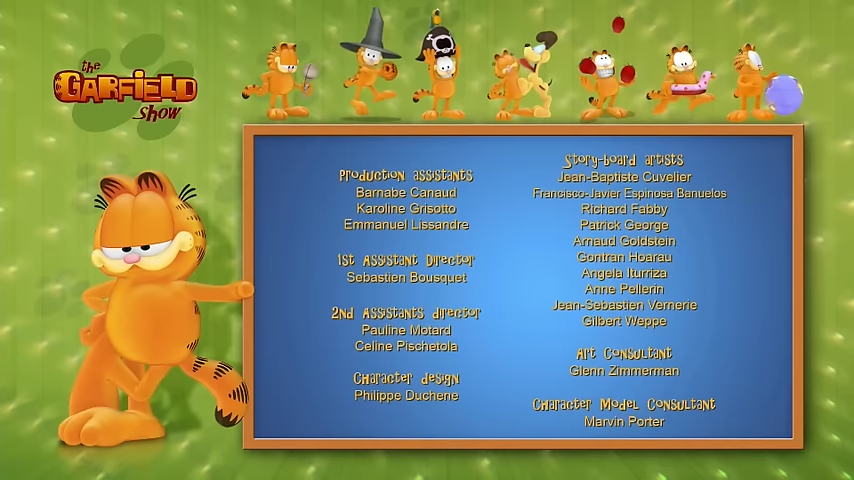 the
GARFIELD
show
Production assistants
Barnabe Canaud
Karoline Grisotto
Emmanuel Lissandre
1st Assistant Director
Sebastien Bousquet
2nd Assistants director
Pauline Motard
Celine Pischetola
Character design
Philippe Duchene
Story-board artists
Jean-Baptiste Cuvelier
Francisco-Javier Espinosa Banuelos
Richard Fabby
Patrick George
Arnaud Goldstein
Gontran Hoarau
Angela Iturriza
Anne Pellerin
Jean-Sebastien Vernerie
Gilbert Weppe
Art Consultant
Glenn Zimmerman
Character Model Consultant
Marvin Porter